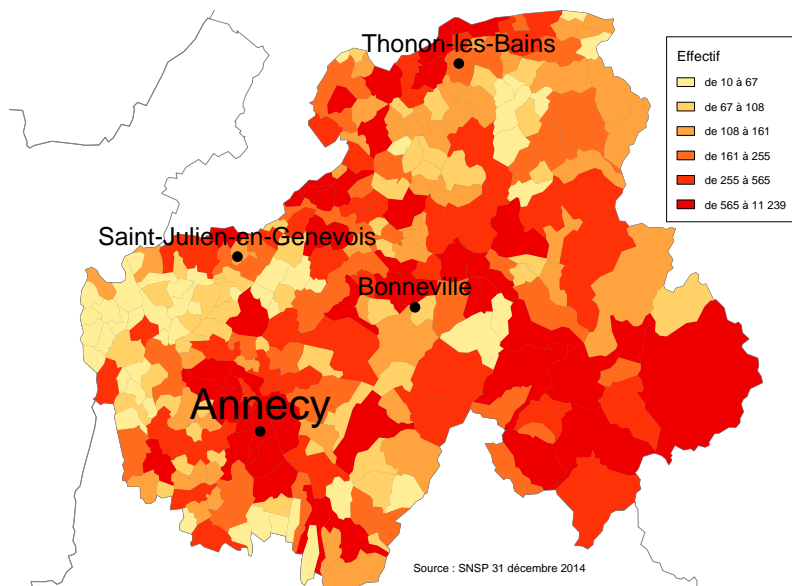 Thonon-les-Bains
Effectif
de 10 à 67
de 67 à 108
de 108 à 161
de 161 à 255
de 255 à 565
de 565 à 11 239
Saint-Julien-en-Genevois
Bonneville
Annecy
Source : SNSP 31 décembre 2014